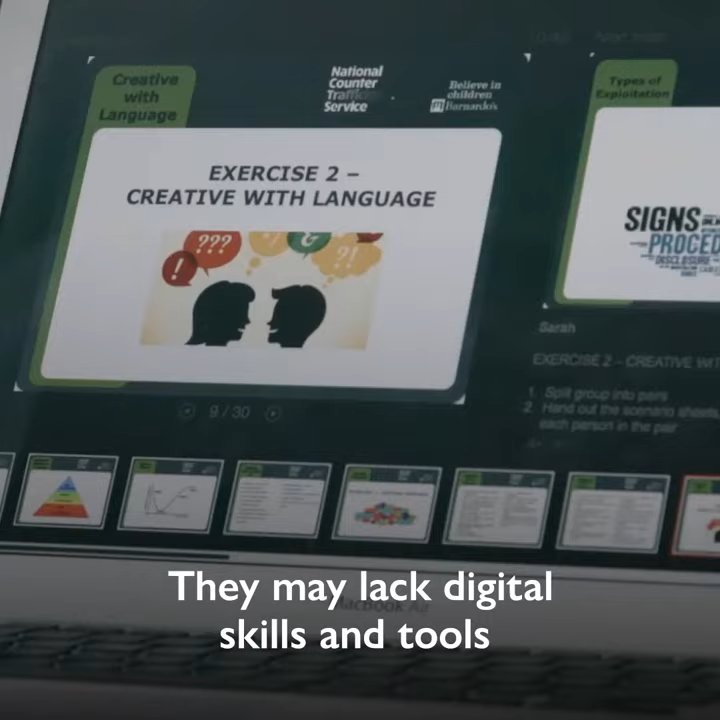 Creative
with
Language
National
Counter
Trafficking
Service
Believe in
children
Barnardo's
EXERCISE 2 –
CREATIVE WITH LANGUAGE
???
!
&
?!
Types of
Exploitation
SIGNS
PROCED
DISCLOSURE
Sarah
EXERCISE 2 – CREATIVE WIT
1. Split group into pairs
2. Hand out the scenario sheets
each person in the pair
9 / 30
MacBook Air
They may lack digital
skills and tools